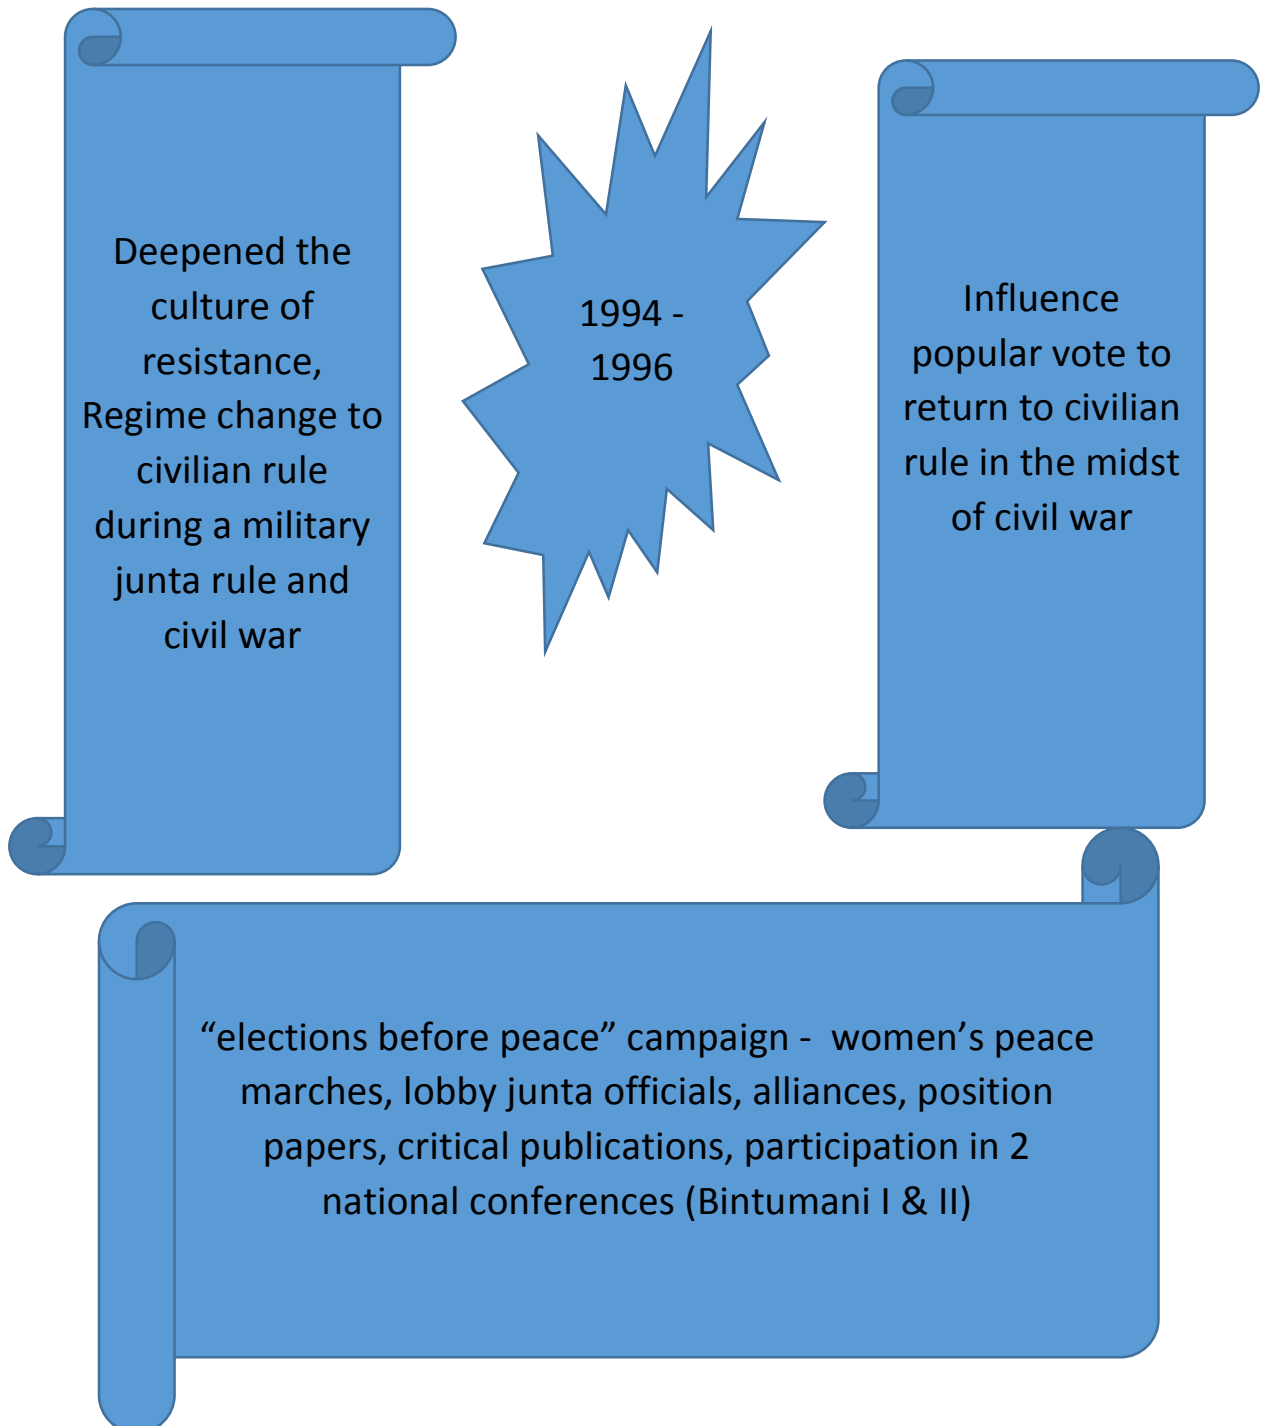 Deepened the
culture of
resistance,
Regime change to
civilian rule
during a military
junta rule and
civil war
1994 -
1996
Influence
popular vote to
return to civilian
rule in the midst
of civil war
“elections before peace” campaign -  women’s peace
marches, lobby junta officials, alliances, position
papers, critical publications, participation in 2
national conferences (Bintumani I & II)